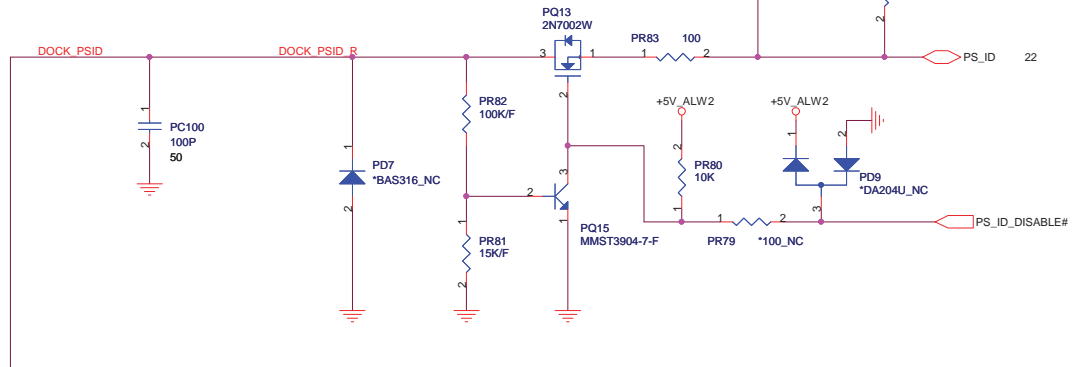 PQ13
2N7002W
2
DOCK_PSID
DOCK_PSID_R
3
1
PR83
100
1
2
PS_ID
22
2
1
PC100
100P
50
2
PR82
100K/F
+5V_ALW2
2
PR80
10K
1
+5V_ALW2
1
2
PD9
*DA204U_NC
3
1
PD7
*BAS316_NC
2
2
3
1
PQ15
MMST3904-7-F
1
PR81
15K/F
2
1
2
PR79
*100_NC
PS_ID_DISABLE#